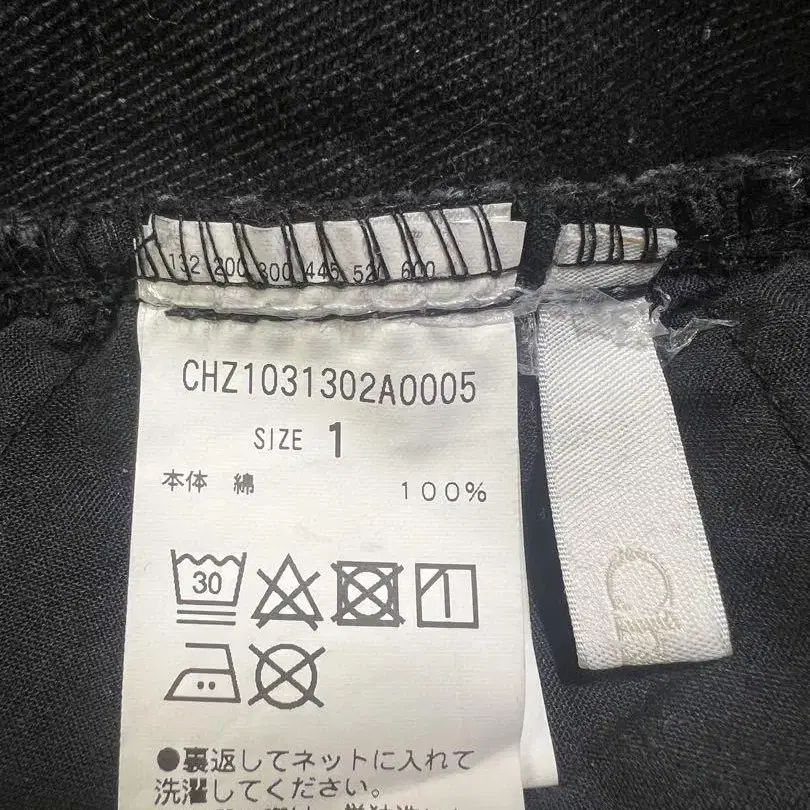 132 200 300 445 52 600
CHZ1031302A0005
SIZE 1
本体 綿 100%
30
●裏返してネットに入れて
洗濯してください。